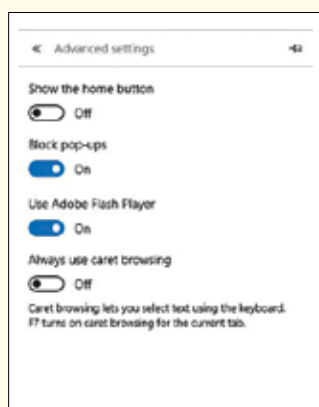 « Advanced settings
Show the home button
Off
Block pop-ups
On
Use Adobe Flash Player
On
Always use caret browsing
Off
Caret browsing lets you select text using the keyboard.
F7 turns on caret browsing for the current tab.